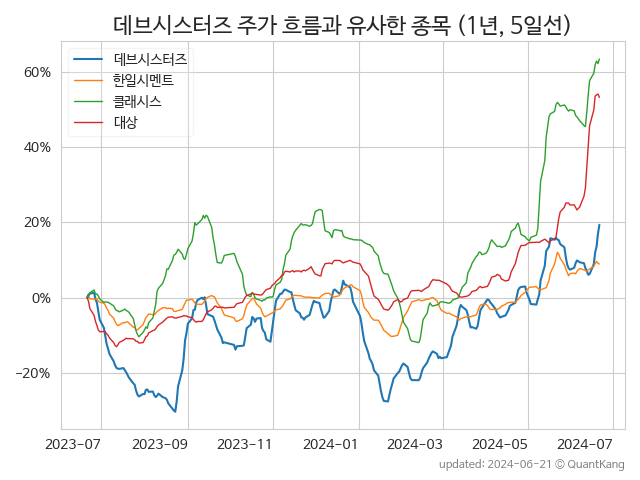 데브시스터즈 주가 흐름과 유사한 종목 (1년, 5일선)
데브시스터즈
한일시멘트
클래시스
대상
60%
40%
20%
0%
−20%
2023-07 2023-09 2023-11 2024-01 2024-03 2024-05 2024-07
updated: 2024-06-21 © QuantKang